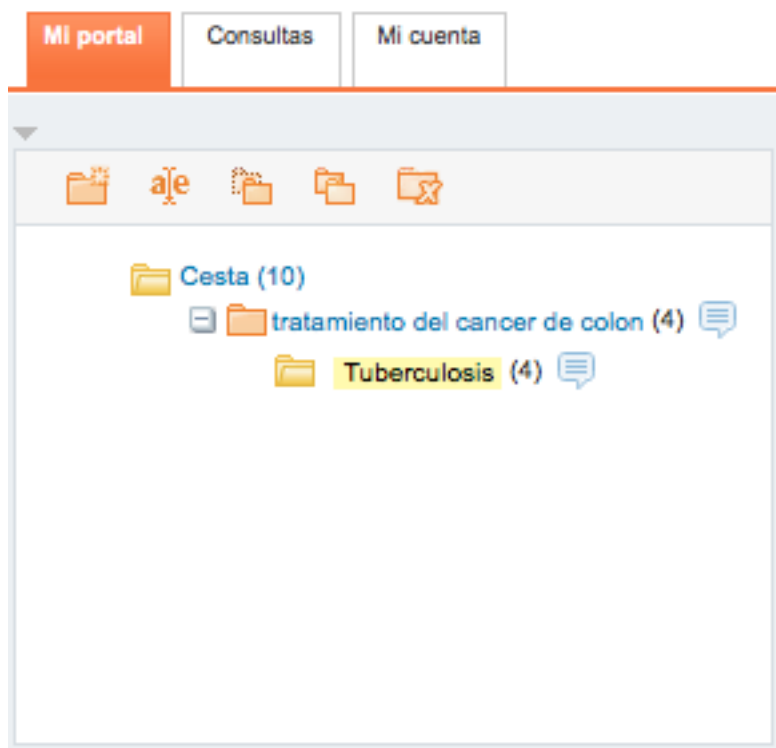 Mi portal Consultas Mi cuenta
a e
Cesta (10)
tratamiento del cancer de colon (4)
Tuberculosis (4)